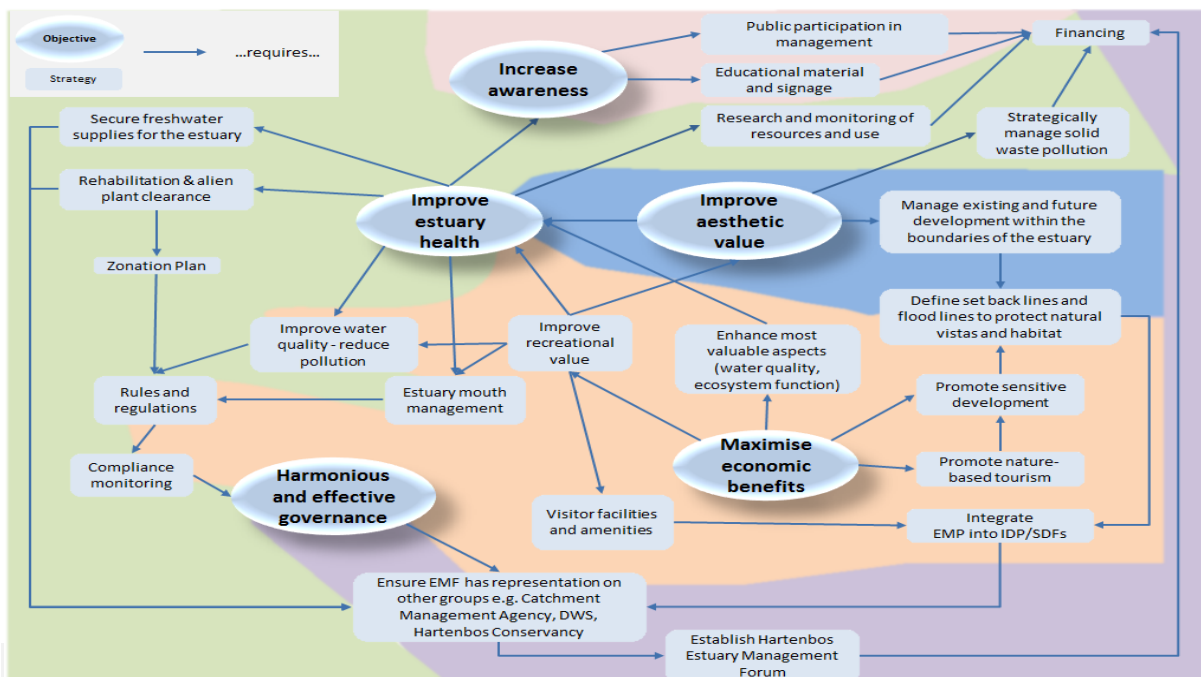 Objective
...requires...
Strategy
Public participation in
management
Financing
Increase
awareness
Educational material
and signage
Secure freshwater
supplies for the estuary
Research and monitoring of
resources and use
Strategically
manage solid
waste pollution
Rehabilitation & alien
plant clearance
Improve
estuary
health
Improve
aesthetic
value
Manage existing and future
development within the
boundaries of the estuary
Zonation Plan
Define set back lines and
flood lines to protect natural
vistas and habitat
Improve water
quality - reduce
pollution
Improve
recreational
value
Enhance most
valuable aspects
(water quality,
ecosystem function)
Rules and
regulations
Estuary mouth
management
Promote sensitive
development
Compliance
monitoring
Harmonious
and effective
governance
Maximise
economic
benefits
Promote nature-
based tourism
Visitor facilities
and amenities
Integrate
EMP into IDP/SDFs
Ensure EMF has representation on
other groups e.g. Catchment
Management Agency, DWS,
Hartenbos Conservancy
Establish Hartenbos
Estuary Management
Forum